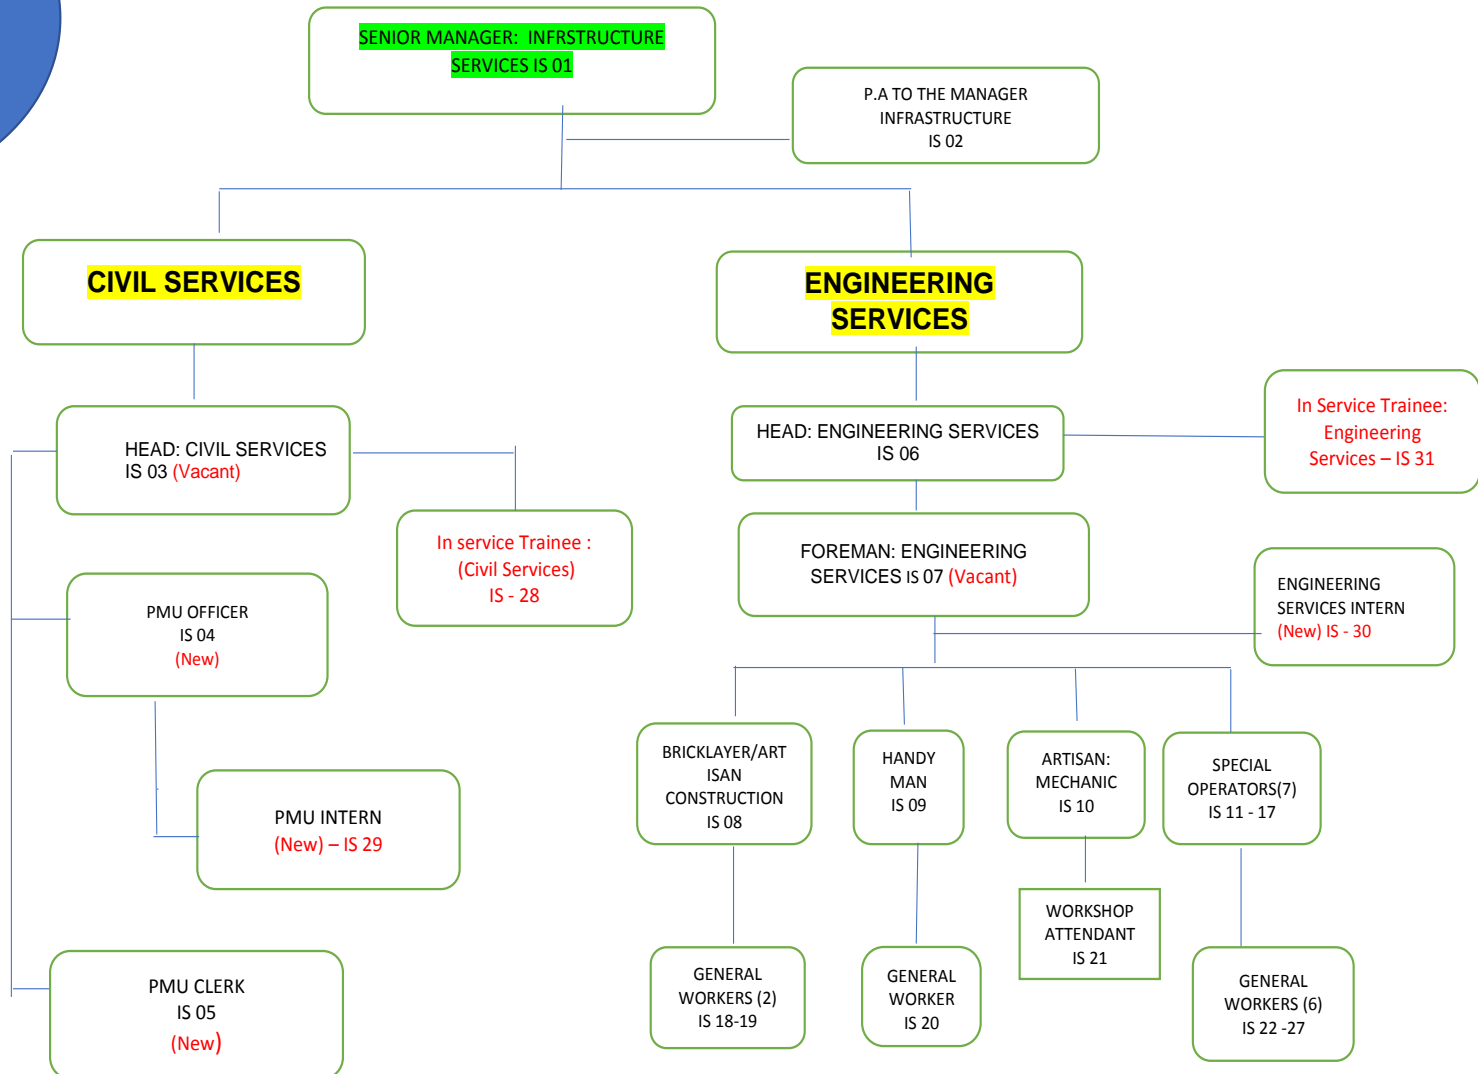 SENIOR MANAGER:  INFRSTRUCTURE
SERVICES IS 01
P.A TO THE MANAGER
INFRASTRUCTURE
IS 02
CIVIL SERVICES
ENGINEERING
SERVICES
HEAD: CIVIL SERVICES
IS 03 (Vacant)
HEAD: ENGINEERING SERVICES
IS 06
In Service Trainee:
Engineering
Services – IS 31
In service Trainee :
(Civil Services)
IS - 28
FOREMAN: ENGINEERING
SERVICES IS 07 (Vacant)
ENGINEERING
SERVICES INTERN
(New) IS - 30
PMU OFFICER
IS 04
(New)
PMU INTERN
(New) – IS 29
BRICKLAYER/ART
ISAN
CONSTRUCTION
IS 08
HANDY
MAN
IS 09
ARTISAN:
MECHANIC
IS 10
SPECIAL
OPERATORS(7)
IS 11 - 17
PMU CLERK
IS 05
(New)
GENERAL
WORKERS (2)
IS 18-19
GENERAL
WORKER
IS 20
WORKSHOP
ATTENDANT
IS 21
GENERAL
WORKERS (6)
IS 22 -27